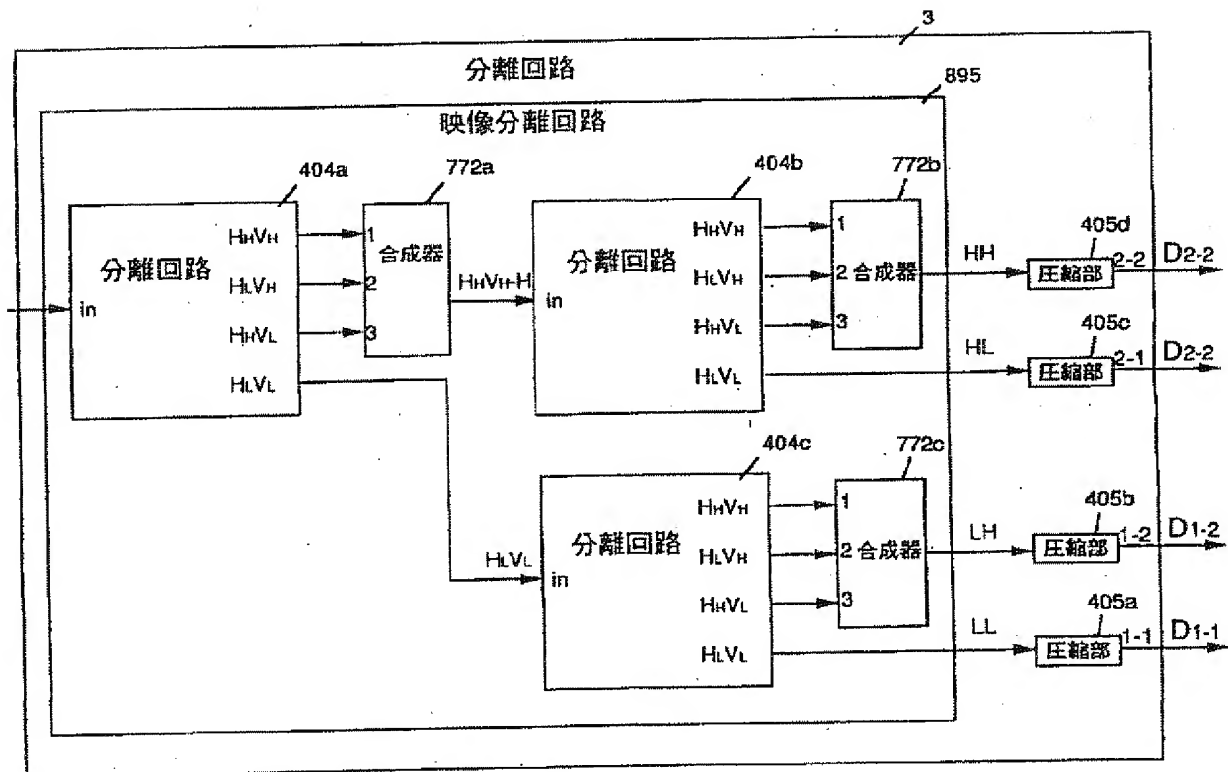 3
分離回路
895
映像分離回路
404a
772a
404b
772b
分離回路
in
HHVH
HLVH
HHVL
HLVL
1
2
3
合成器
HHVH-H
分離回路
in
HHVH
HLVH
HHVL
HLVL
1
2
3
合成器
HH
405d
圧縮部
2-2
D2-2
HL
405c
圧縮部
2-1
D2-2
404c
772c
HLVL
分離回路
in
HHVH
HLVH
HHVL
HLVL
1
2
3
合成器
LH
405b
圧縮部
1-2
D1-2
LL
405a
圧縮部
1-1
D1-1